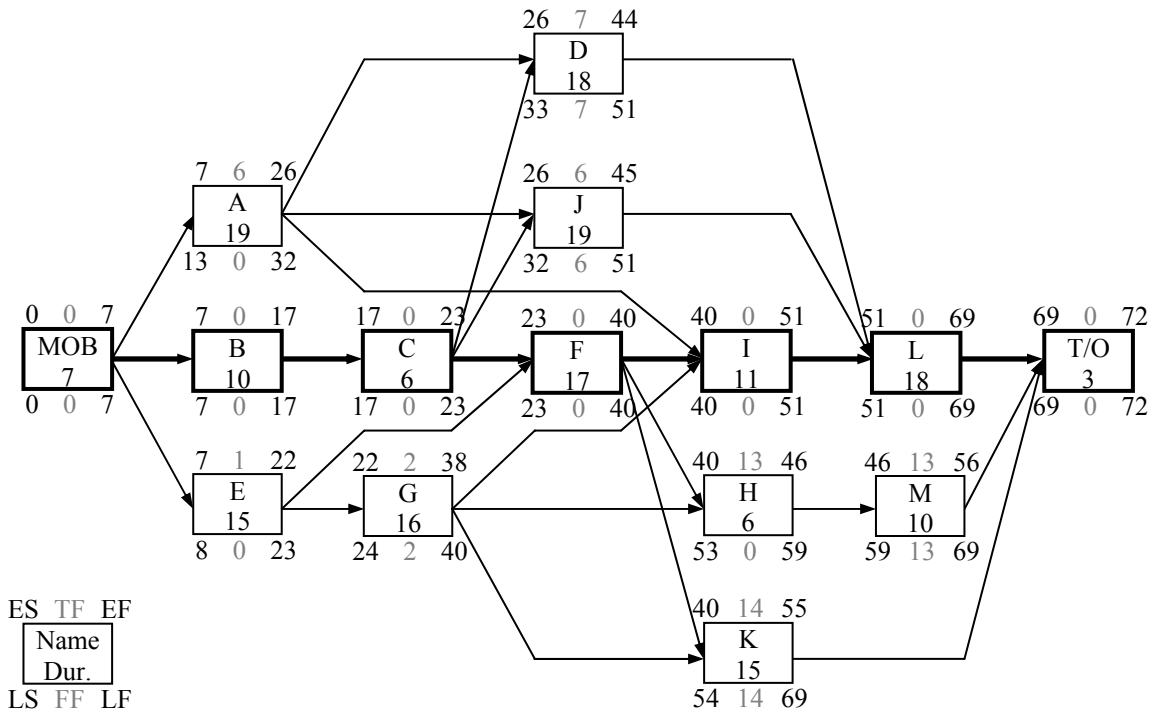 26 7 44
D
18
33 7 51
7 6 26
A
19
13 0 32
26 6 45
J
19
32 6 51
0 0 7
MOB
7
0 0 7
7 0 17
B
10
7 0 17
17 0 23
C
6
17 0 23
23 0 40
F
17
23 0 40
40 0 51
I
11
40 0 51
51 0 69
L
18
51 0 69
69 0 72
T/O
3
69 0 72
7 1 22
E
15
8 0 23
22 2 38
G
16
24 2 40
40 13 46
H
6
53 0 59
46 13 56
M
10
59 13 69
40 14 55
K
15
54 14 69
ES TF EF
Name
Dur.
LS FF LF